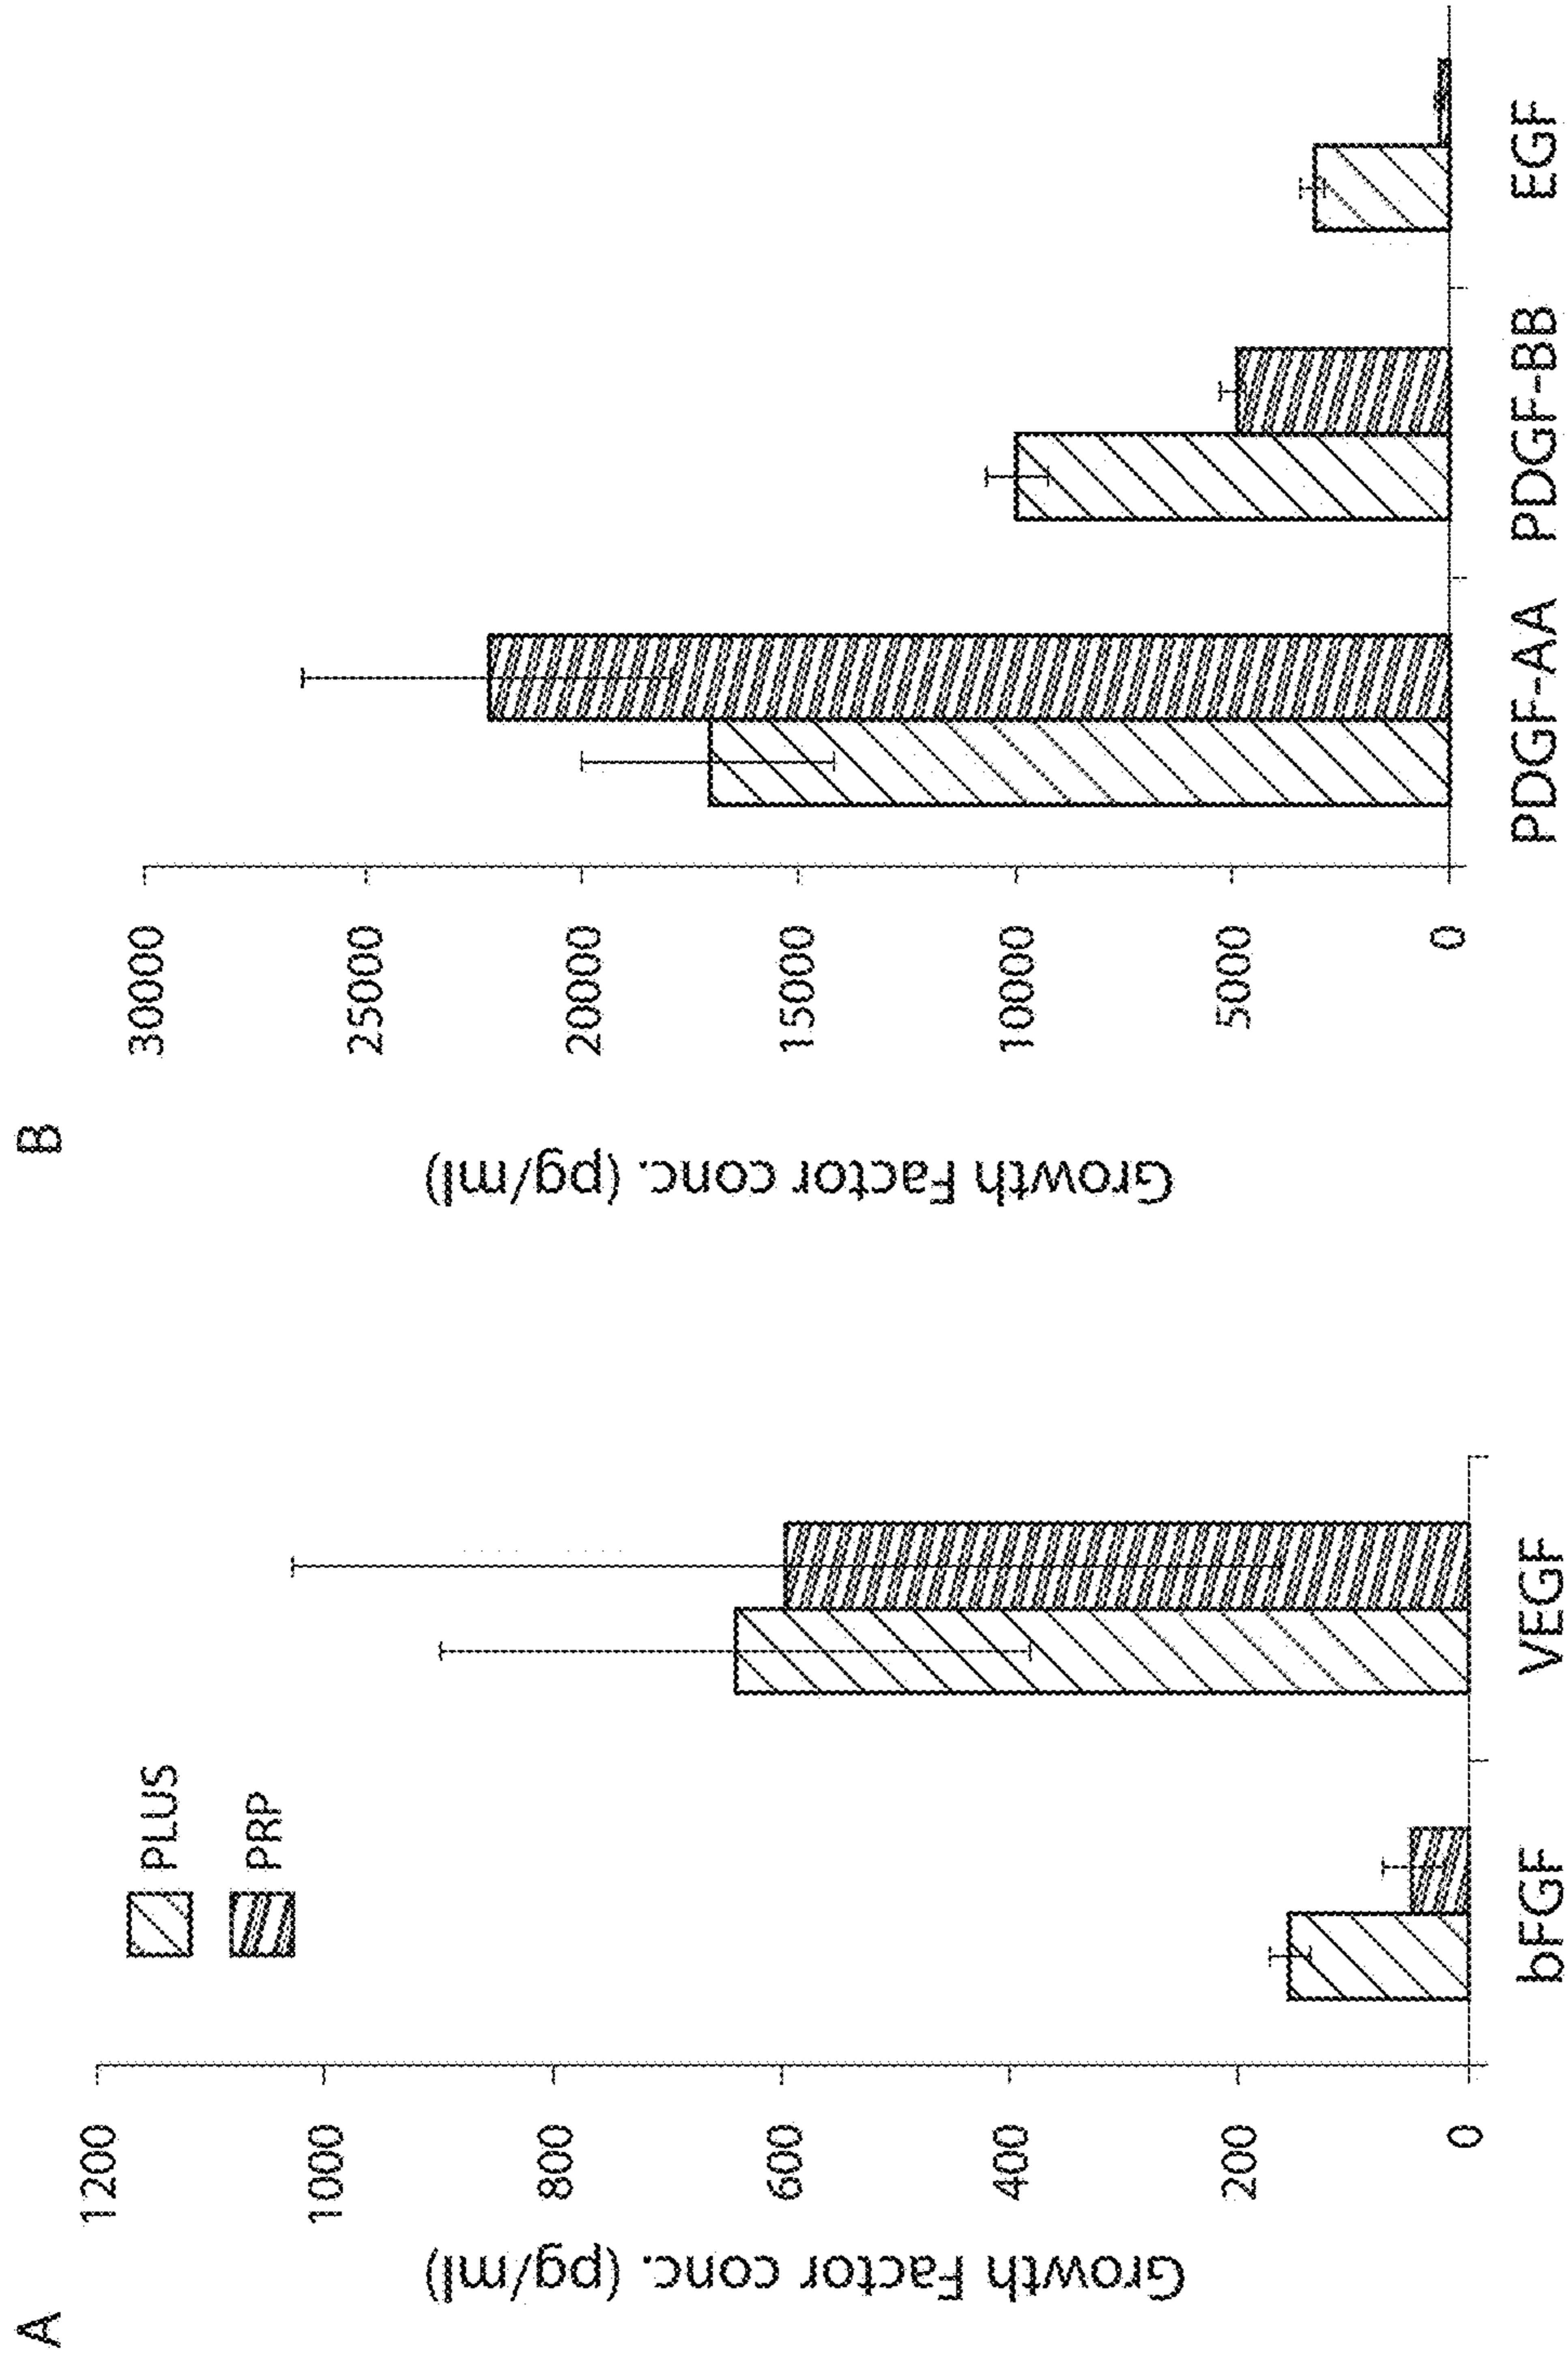 A
Growth Factor conc. (pg/ml)
1200
1000
800
600
400
200
0
PLUS
PRP
bFGF
VEGF
B
Growth Factor conc. (pg/ml)
30000
25000
20000
15000
10000
5000
0
PDGF-AA
PDGF-BB
EGF